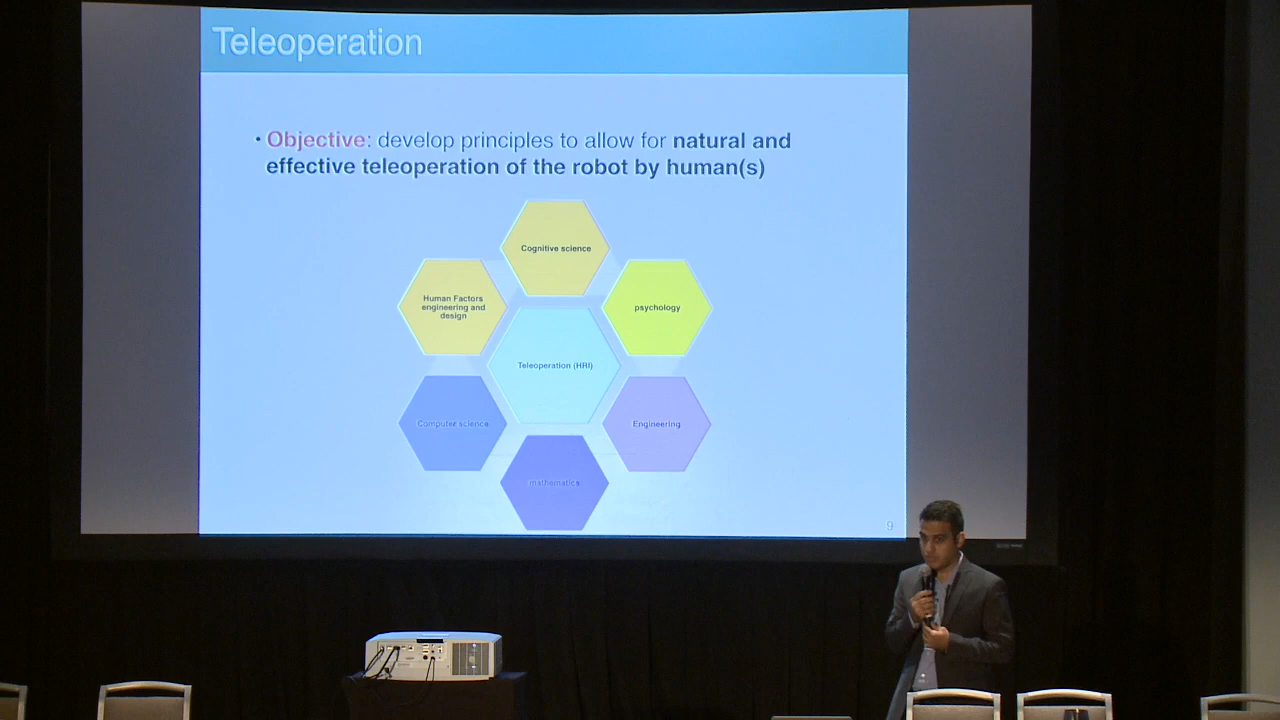 Teleoperation
• Objective: develop principles to allow for natural and
effective teleoperation of the robot by human(s)
Cognitive science
Human Factors
engineering and
design
psychology
Teleoperation (HRI)
Computer science
Engineering
mathematics
9